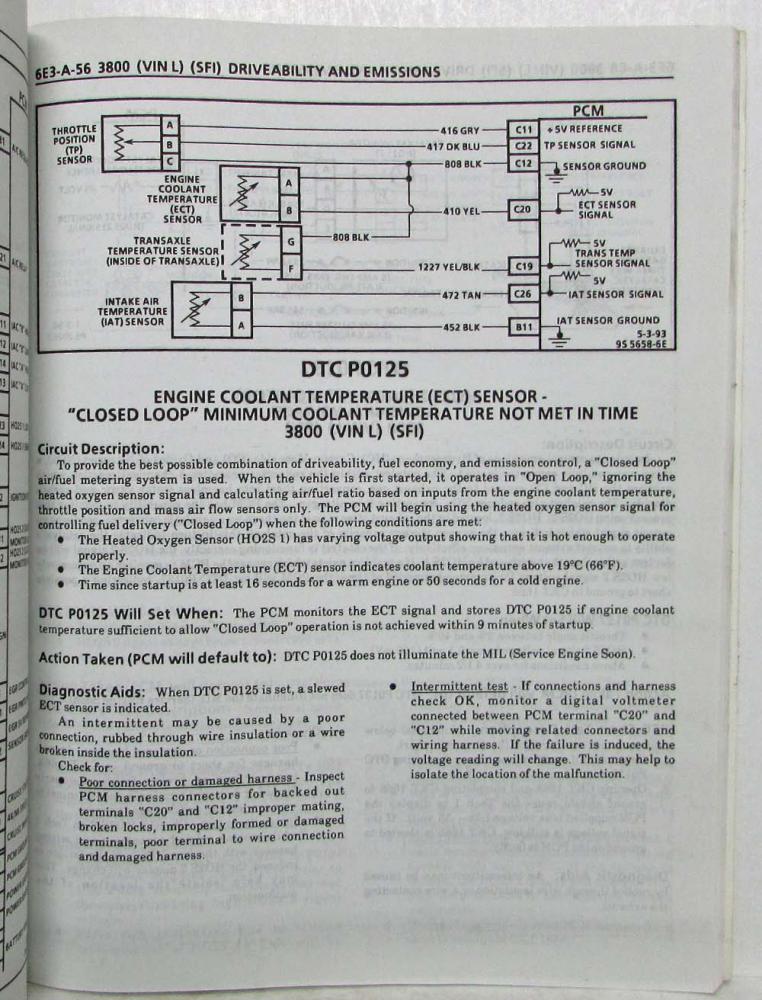 6E3-A-56 3800 (VIN L) (SFI) DRIVEABILITY AND EMISSIONS
PCM
THROTTLE
POSITION
(TP)
SENSOR
A
B
C
416 GRY
C11
+5V REFERENCE
417 DK BLU
C22
TP SENSOR SIGNAL
808 BLK
C12
SENSOR GROUND
ENGINE
COOLANT
TEMPERATURE
(ECT)
SENSOR
A
B
410 YEL
C20
5V
ECT SENSOR
SIGNAL
TRANSAXLE
TEMPERATURE SENSOR
(INSIDE OF TRANSAXLE)
G
F
808 BLK
1227 YEL/BLK
C19
5V
TRANS TEMP
SENSOR SIGNAL
INTAKE AIR
TEMPERATURE
(IAT) SENSOR
B
A
472 TAN
C26
5V
IAT SENSOR SIGNAL
452 BLK
B11
IAT SENSOR GROUND
5-3-93
9S 5658-6E
DTC P0125
ENGINE COOLANT TEMPERATURE (ECT) SENSOR -
"CLOSED LOOP" MINIMUM COOLANT TEMPERATURE NOT MET IN TIME
3800 (VIN L) (SFI)
Circuit Description:
To provide the best possible combination of driveability, fuel economy, and emission control, a "Closed Loop"
air/fuel metering system is used. When the vehicle is first started, it operates in "Open Loop," ignoring the
heated oxygen sensor signal and calculating air/fuel ratio based on inputs from the engine coolant temperature,
throttle position and mass air flow sensors only. The PCM will begin using the heated oxygen sensor signal for
controlling fuel delivery ("Closed Loop") when the following conditions are met:
● The Heated Oxygen Sensor (HO2S 1) has varying voltage output showing that it is hot enough to operate
properly.
● The Engine Coolant Temperature (ECT) sensor indicates coolant temperature above 19°C (66°F).
● Time since startup is at least 16 seconds for a warm engine or 50 seconds for a cold engine.
DTC P0125 Will Set When: The PCM monitors the ECT signal and stores DTC P0125 if engine coolant
temperature sufficient to allow "Closed Loop" operation is not achieved within 9 minutes of startup.
Action Taken (PCM will default to): DTC P0125 does not illuminate the MIL (Service Engine Soon).
Diagnostic Aids: When DTC P0125 is set, a slewed
ECT sensor is indicated.
An intermittent may be caused by a poor
connection, rubbed through wire insulation or a wire
broken inside the insulation.
Check for:
● Poor connection or damaged harness - Inspect
PCM harness connectors for backed out
terminals "C20" and "C12" improper mating,
broken locks, improperly formed or damaged
terminals, poor terminal to wire connection
and damaged harness.
● Intermittent test - If connections and harness
check OK, monitor a digital voltmeter
connected between PCM terminal "C20" and
"C12" while moving related connectors and
wiring harness. If the failure is induced, the
voltage reading will change. This may help to
isolate the location of the malfunction.